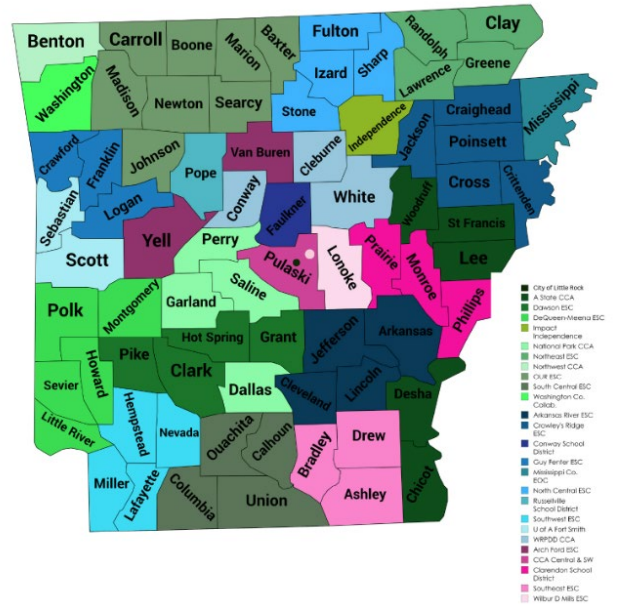 Benton
Carroll
Boone
Marion
Baxter
Fulton
Randolph
Clay
Washington
Madison
Newton
Searcy
Stone
Izard
Sharp
Lawrence
Greene
Independence
Jackson
Craighead
Mississippi
Poinsett
Crawford
Franklin
Johnson
Pope
Van Buren
Cleburne
Cross
Crittenden
Sebastian
Logan
Conway
Faulkner
White
Woodruff
St Francis
Scott
Yell
Perry
Pulaski
Lonoke
Prairie
Monroe
Lee
Phillips
Polk
Montgomery
Garland
Saline
Hot Spring
Grant
Jefferson
Arkansas
Pike
Clark
Sevier
Howard
Dallas
Cleveland
Lincoln
Desha
Little River
Hempstead
Nevada
Ouachita
Calhoun
Bradley
Drew
Chicot
Miller
Lafayette
Columbia
Union
Ashley
City of Little Rock
A State CCA
Dawson ESC
DeQueen-Meena ESC
Impact
Independence
National Park CCA
Northeast ESC
Northwest CCA
OUR ESC
South Central ESC
Washington Co.
Collab.
Arkansas River ESC
Crowley's Ridge
ESC
Conway School
District
Guy Fenter ESC
Mississippi Co.
EOC
North Central ESC
Russellville
School District
Southwest ESC
U of A Fort Smith
WRPDD CCA
Arch Ford ESC
CCA Central & SW
Clarendon School
District
Southeast ESC
Wilbur D Mills ESC